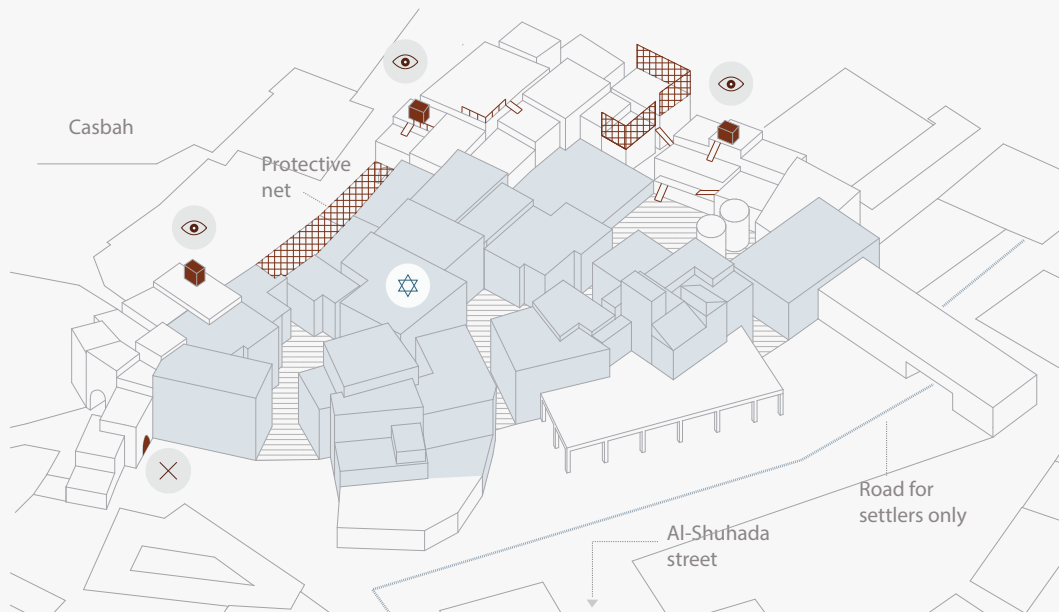 Casbah
Protective
net
Road for
settlers only
Al-Shuhada
street